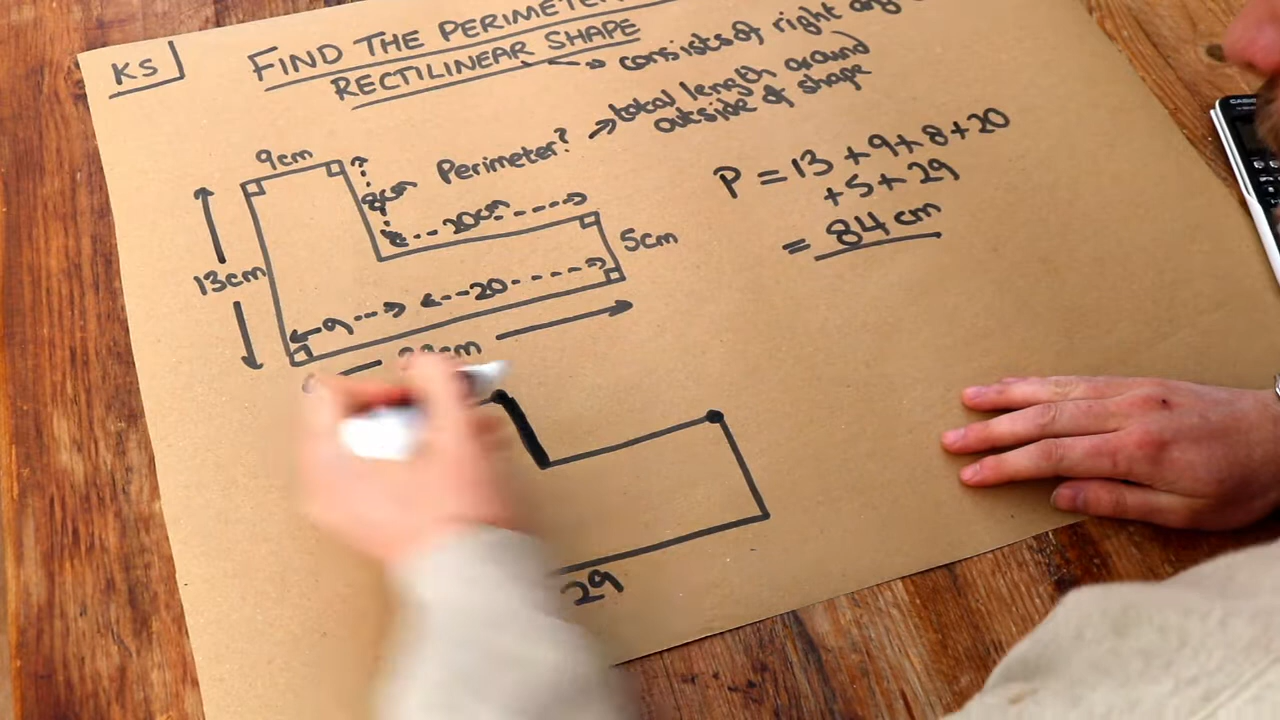 KS
FIND THE PERIMETER
RECTILINEAR SHAPE
consists of right
Perimeter?
total length around
outside of shape
9cm
8cm
20cm
5cm
13cm
9
20
P = 13 + 9 + 8 + 20
+ 5 + 29
= 84 cm
29
CASIO